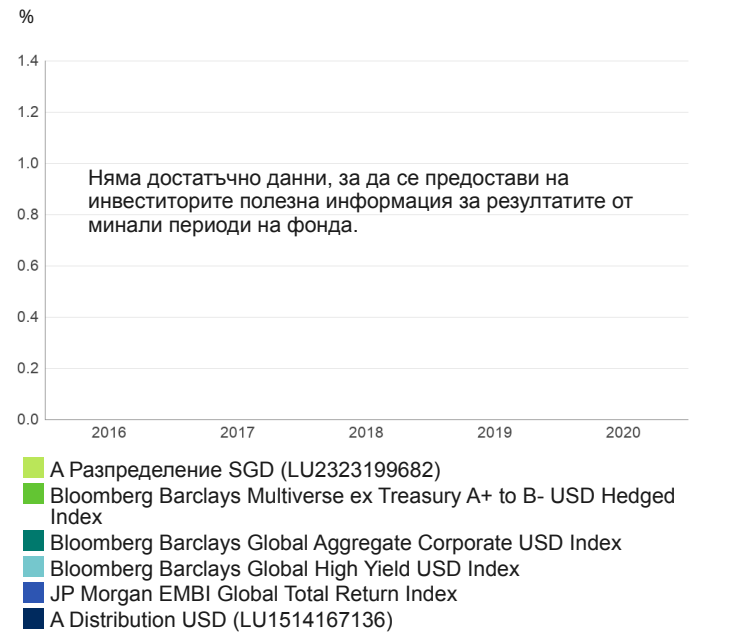 %
1.4
1.2
1.0
Няма достатъчно данни, за да се предостави на
инвеститорите полезна информация за резултатите от
0.8
минали периоди на фонда.
0.6
0.4
0.2
0.0
2016 2017 2018 2019 2020
А Разпределение SGD (LU2323199682)
Bloomberg Barclays Multiverse ex Treasury A+ to B- USD Hedged
Index
Bloomberg Barclays Global Aggregate Corporate USD Index
Bloomberg Barclays Global High Yield USD Index
JP Morgan EMBI Global Total Return Index
A Distribution USD (LU1514167136)